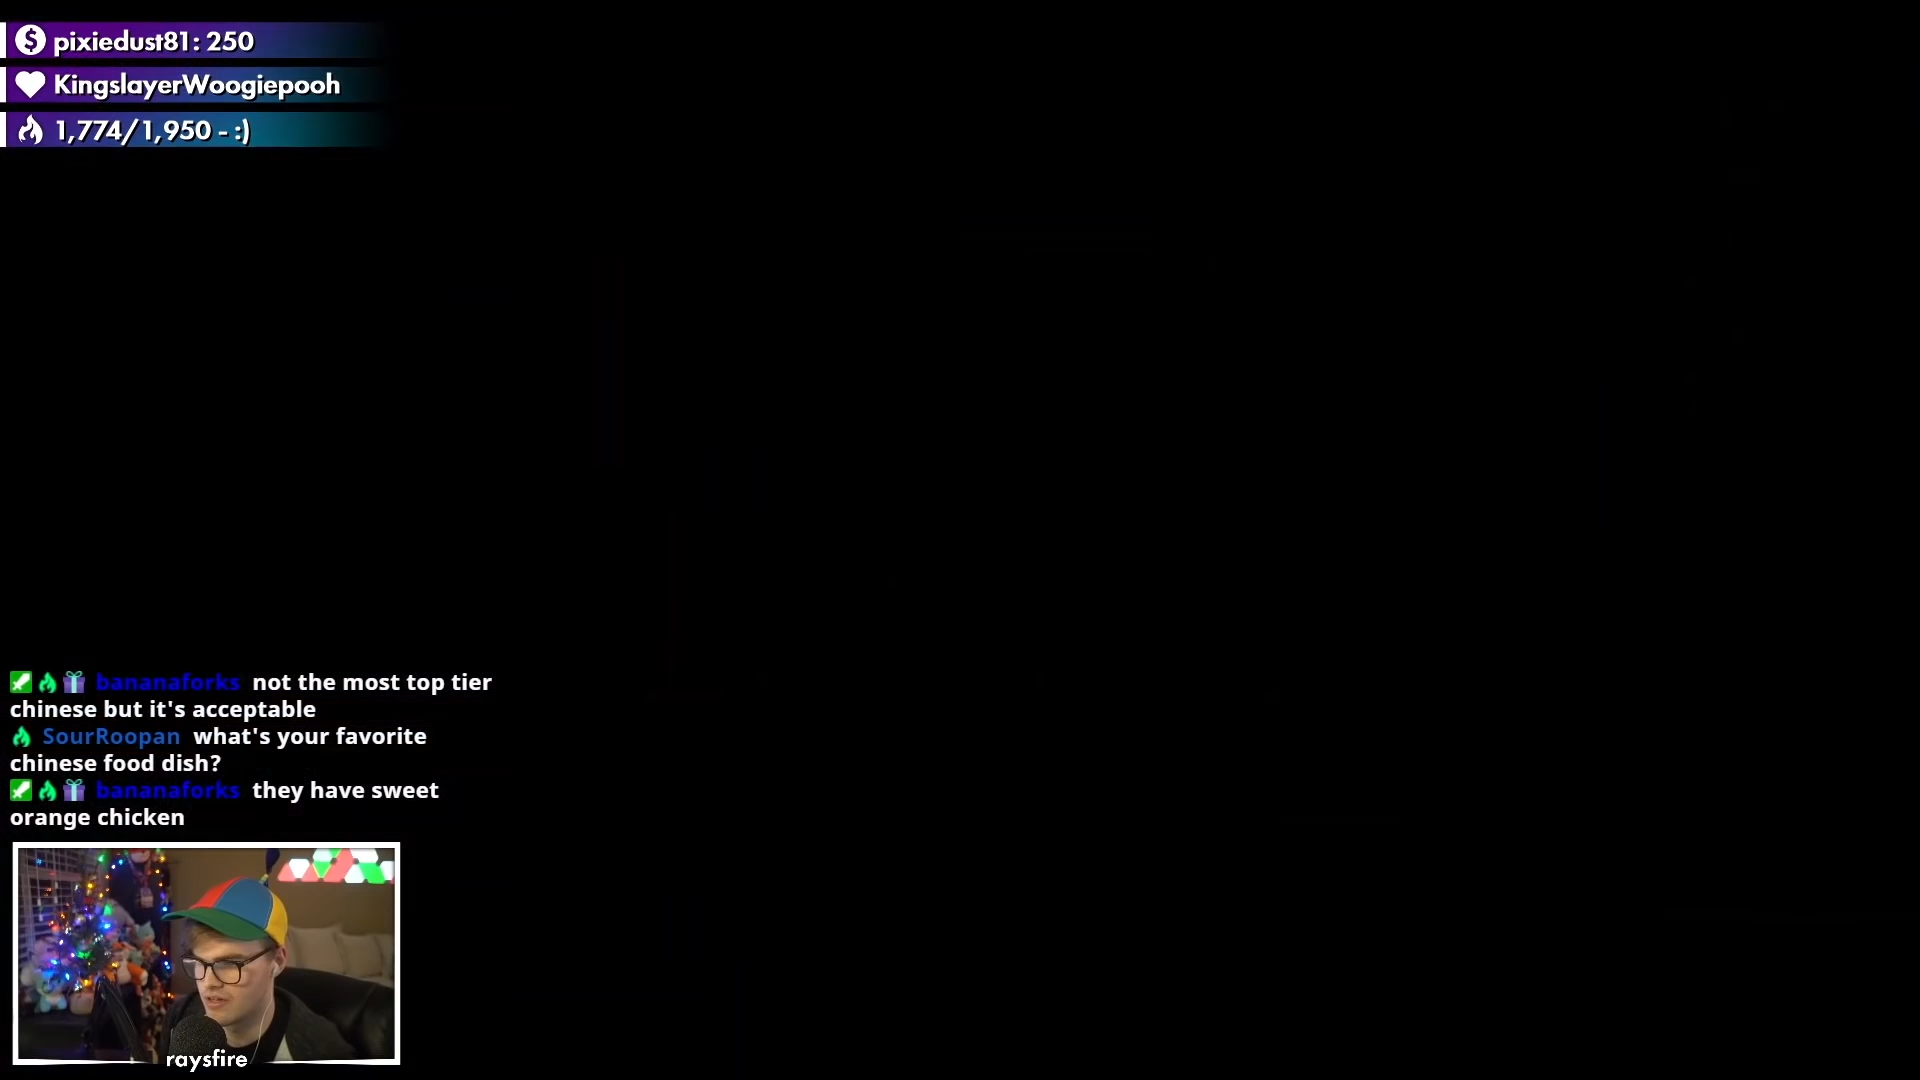 pixiedust81: 250
KingslayerWoogiepooh
1,774/1,950 - :)
bananaforks not the most top tier
chinese but it's acceptable
SourRoopan what's your favorite
chinese food dish?
bananaforks they have sweet
orange chicken
raysfire